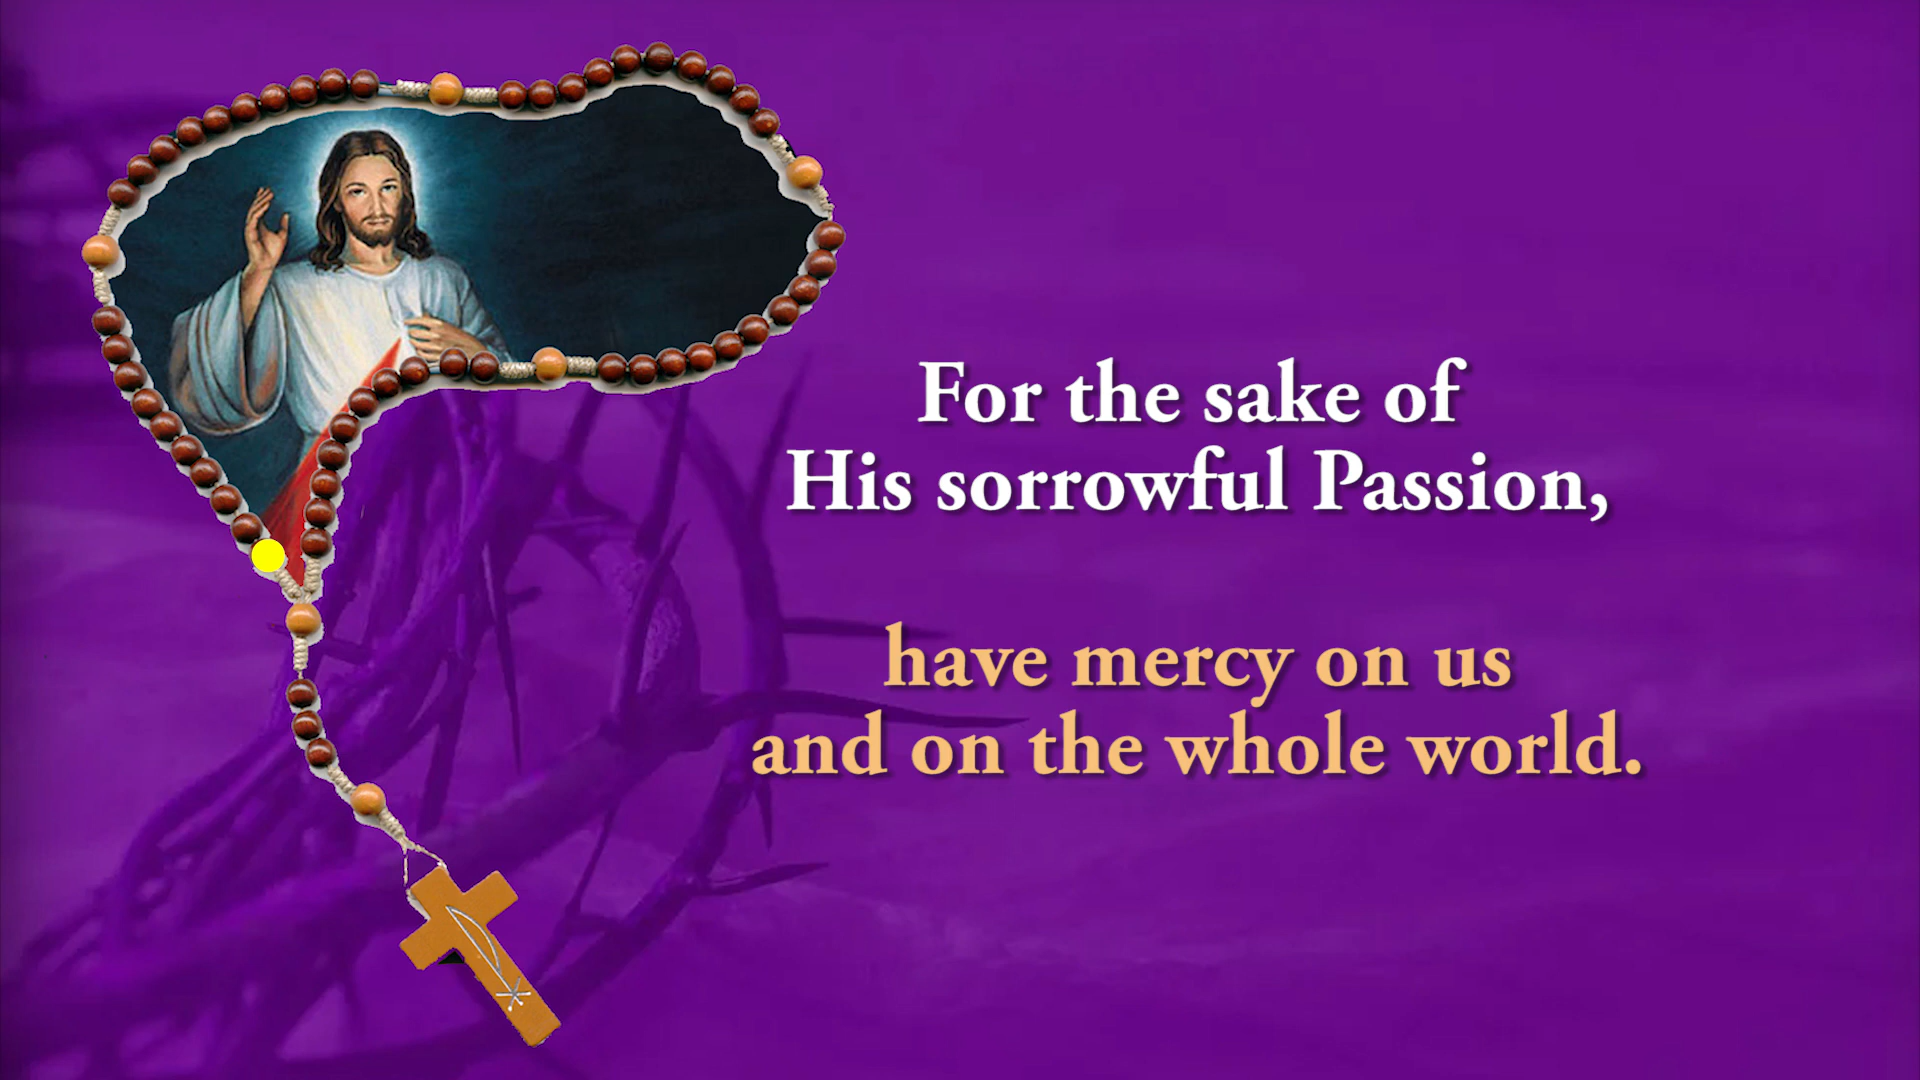 For the sake of
His sorrowful Passion,
have mercy on us
and on the whole world.